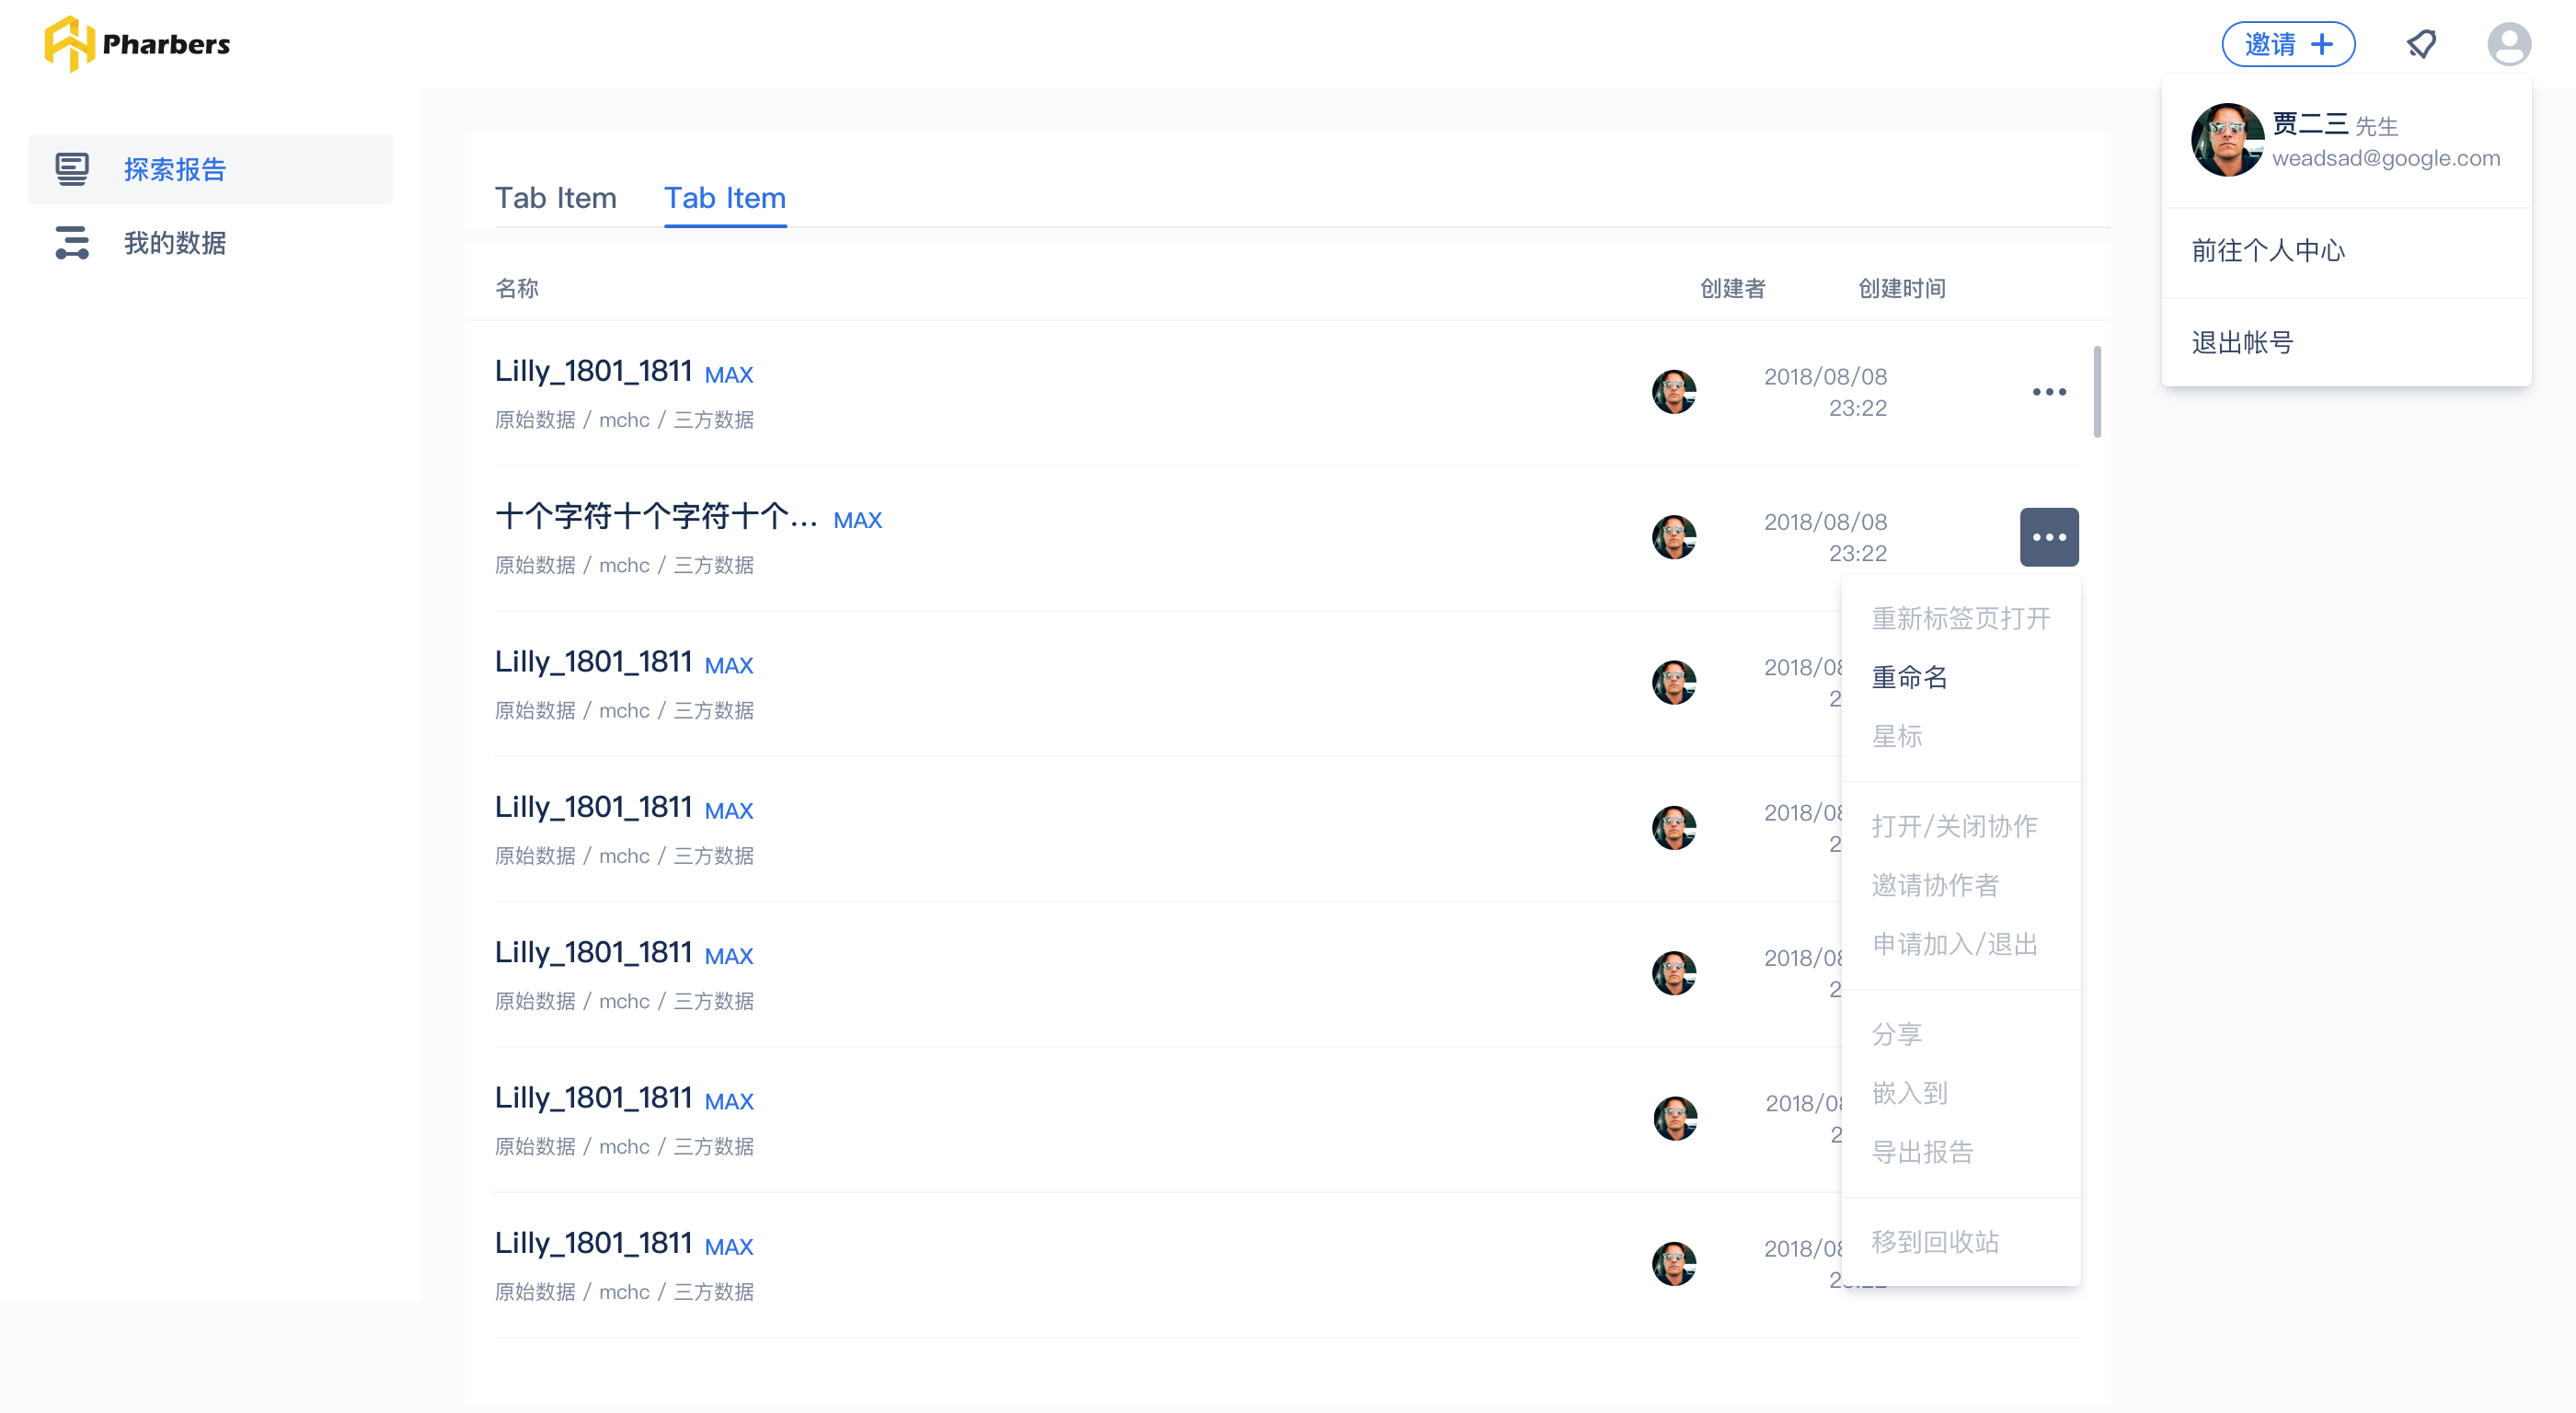 Pharbers
邀请
贾二三 先生
weadsad@google.com
前往个人中心
退出帐号
探索报告
我的数据
Tab Item Tab Item
名称 创建者 创建时间
Lilly_1801_1811 MAX
原始数据 / mchc / 三方数据
2018/08/08
23:22
十个字符十个字符十个... MAX
原始数据 / mchc / 三方数据
2018/08/08
23:22
Lilly_1801_1811 MAX
原始数据 / mchc / 三方数据
2018/08
2
Lilly_1801_1811 MAX
原始数据 / mchc / 三方数据
2018/08
2
Lilly_1801_1811 MAX
原始数据 / mchc / 三方数据
2018/08
2
Lilly_1801_1811 MAX
原始数据 / mchc / 三方数据
2018/08
2
Lilly_1801_1811 MAX
原始数据 / mchc / 三方数据
2018/08
23:22
重新标签页打开
重命名
星标
打开/关闭协作
邀请协作者
申请加入/退出
分享
嵌入到
导出报告
移到回收站